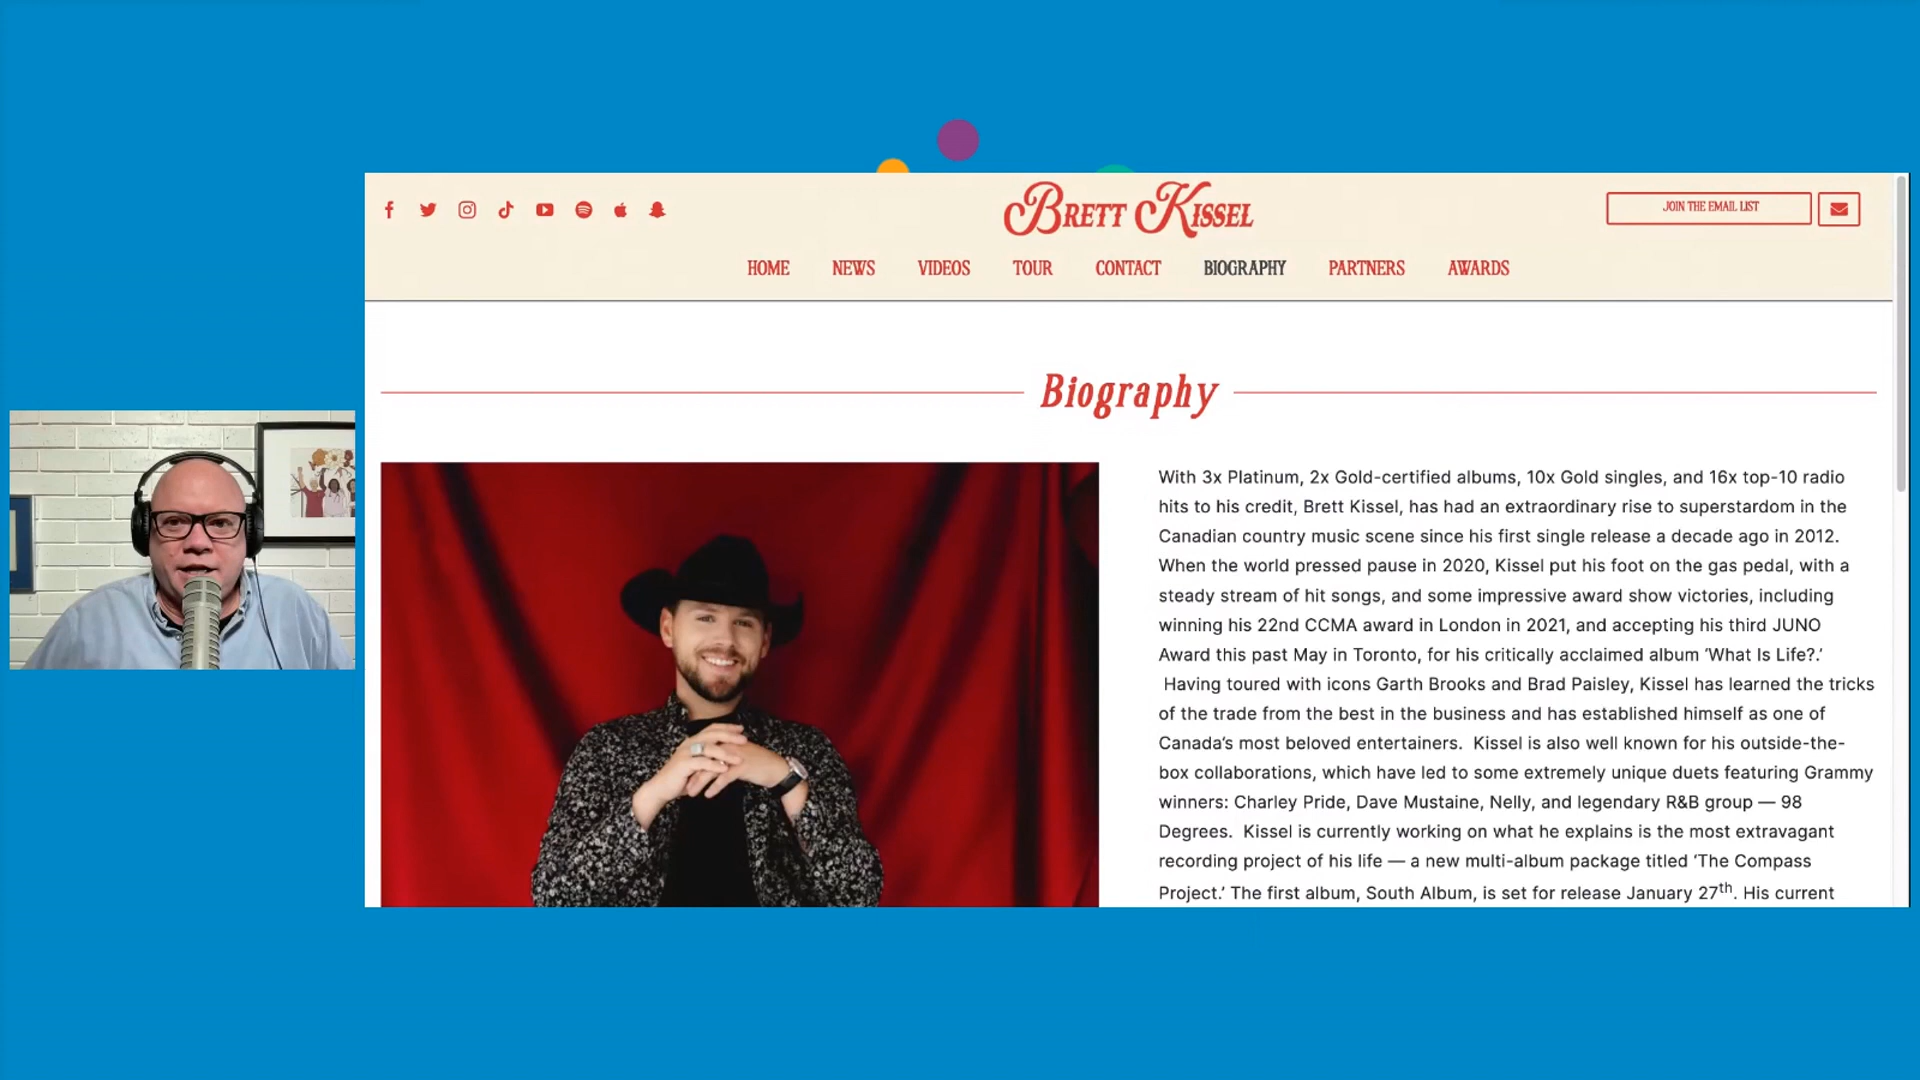 BRETT KISSEL
JOIN THE EMAIL LIST
HOME NEWS VIDEOS TOUR CONTACT BIOGRAPHY PARTNERS AWARDS
Biography
With 3x Platinum, 2x Gold-certified albums, 10x Gold singles, and 16x top-10 radio
hits to his credit, Brett Kissel, has had an extraordinary rise to superstardom in the
Canadian country music scene since his first single release a decade ago in 2012.
When the world pressed pause in 2020, Kissel put his foot on the gas pedal, with a
steady stream of hit songs, and some impressive award show victories, including
winning his 22nd CCMA award in London in 2021, and accepting his third JUNO
Award this past May in Toronto, for his critically acclaimed album ‘What Is Life?.’
Having toured with icons Garth Brooks and Brad Paisley, Kissel has learned the tricks
of the trade from the best in the business and has established himself as one of
Canada’s most beloved entertainers. Kissel is also well known for his outside-the-
box collaborations, which have led to some extremely unique duets featuring Grammy
winners: Charley Pride, Dave Mustaine, Nelly, and legendary R&B group — 98
Degrees. Kissel is currently working on what he explains is the most extravagant
recording project of his life — a new multi-album package titled ‘The Compass
Project.’ The first album, South Album, is set for release January 27th. His current